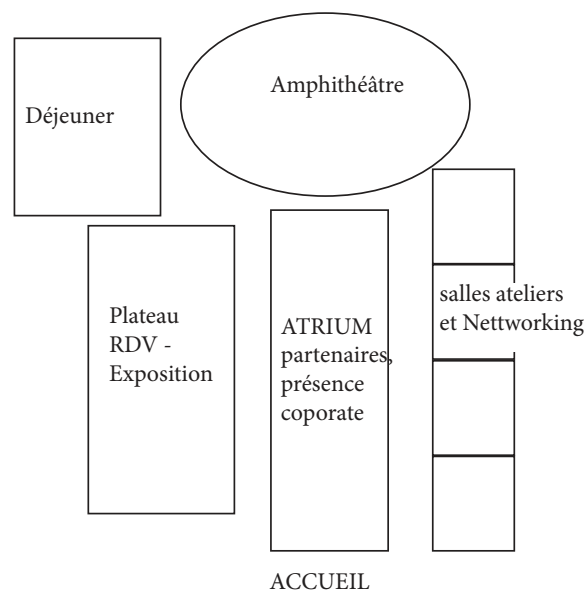 Amphithéâtre
Déjeuner
Plateau
RDV -
Exposition
ATRIUM
partenaires,
présence
coporate
salles ateliers
et Nettworking
ACCUEIL